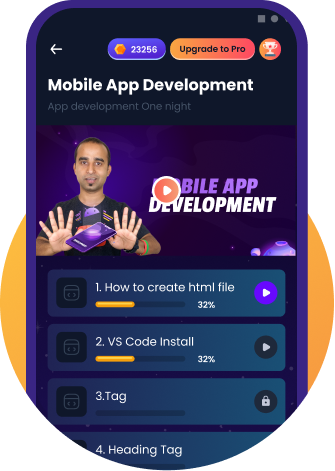 23256
Upgrade to Pro
Mobile App Development
App development One night
MOBILE APP
DEVELOPMENT
1. How to create html file
32%
2. VS Code Install
32%
3.Tag
4. Heading Tag